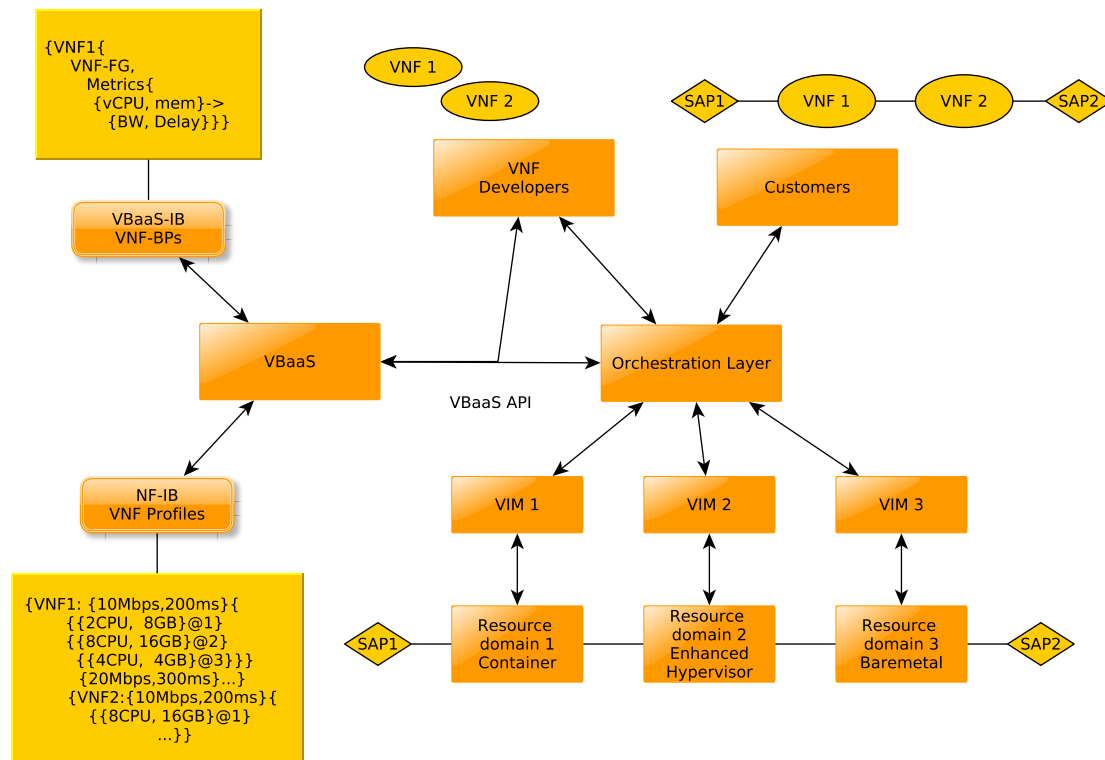 {VNF1{
VNF-FG,
Metrics{
{vCPU, mem}->
{BW, Delay}}}
VNF 1
VNF 2
SAP1
VNF 1
VNF 2
SAP2
VNF
Developers
Customers
VBaaS-IB
VNF-BPs
VBaaS
Orchestration Layer
VBaaS API
NF-IB
VNF Profiles
VIM 1
VIM 2
VIM 3
{VNF1: {10Mbps,200ms}{
{{2CPU, 8GB}@1}
{{8CPU, 16GB}@2}
{{4CPU, 4GB}@3}}}
{20Mbps,300ms}...}
{VNF2:{10Mbps,200ms}{
{{8CPU, 16GB}@1}
...}}
SAP1
Resource
domain 1
Container
Resource
domain 2
Enhanced
Hypervisor
Resource
domain 3
Baremetal
SAP2